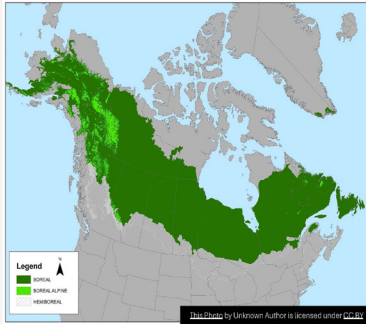 Legend
N
BOREAL
BOREAL ALPINE
HEMIBOREAL
This Photo by Unknown Author is licensed under CC BY